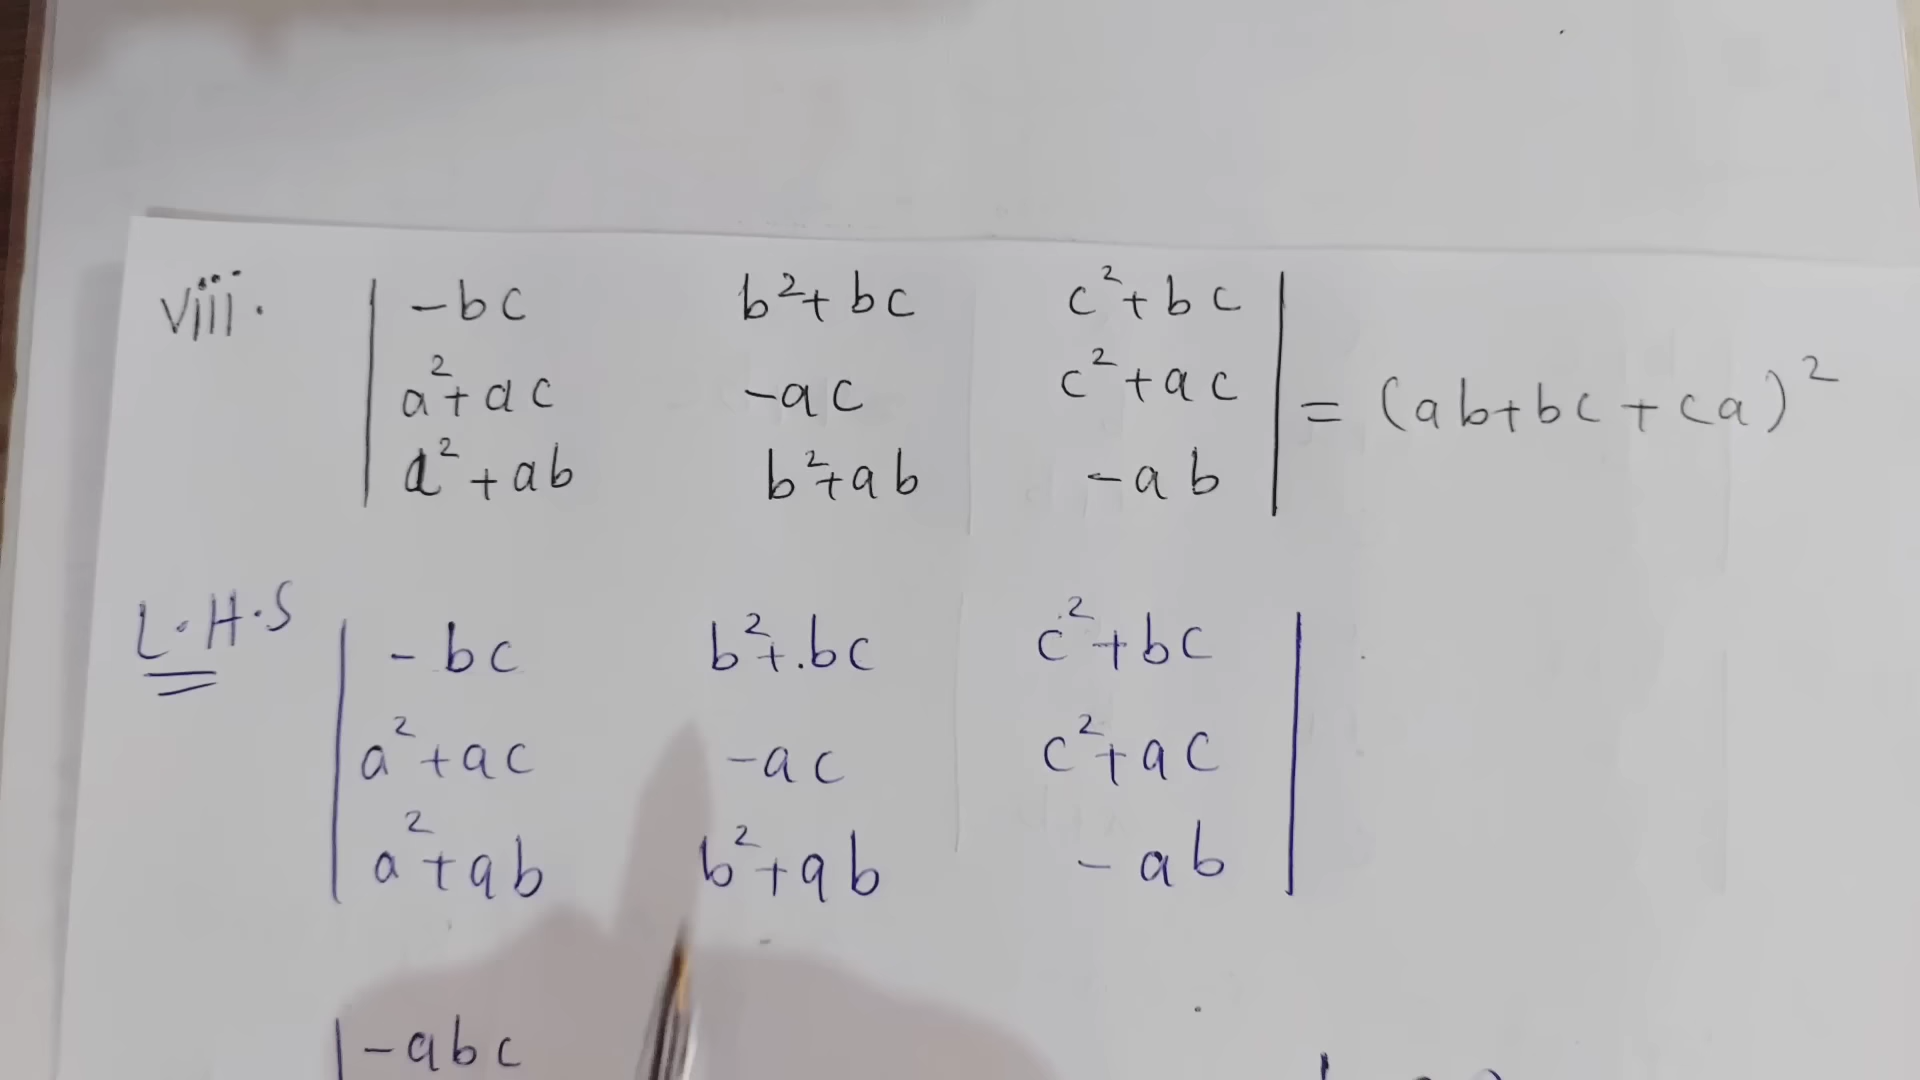 viii. | -bc b²+bc c²+bc |
| a²+ac -ac c²+ac | = (ab+bc+ca)²
| a²+ab b²+ab -ab |
L.H.S | -bc b²+.bc c²+bc |
| a²+ac -ac c²+ac |
| a²+ab b²+ab -ab |
| -abc